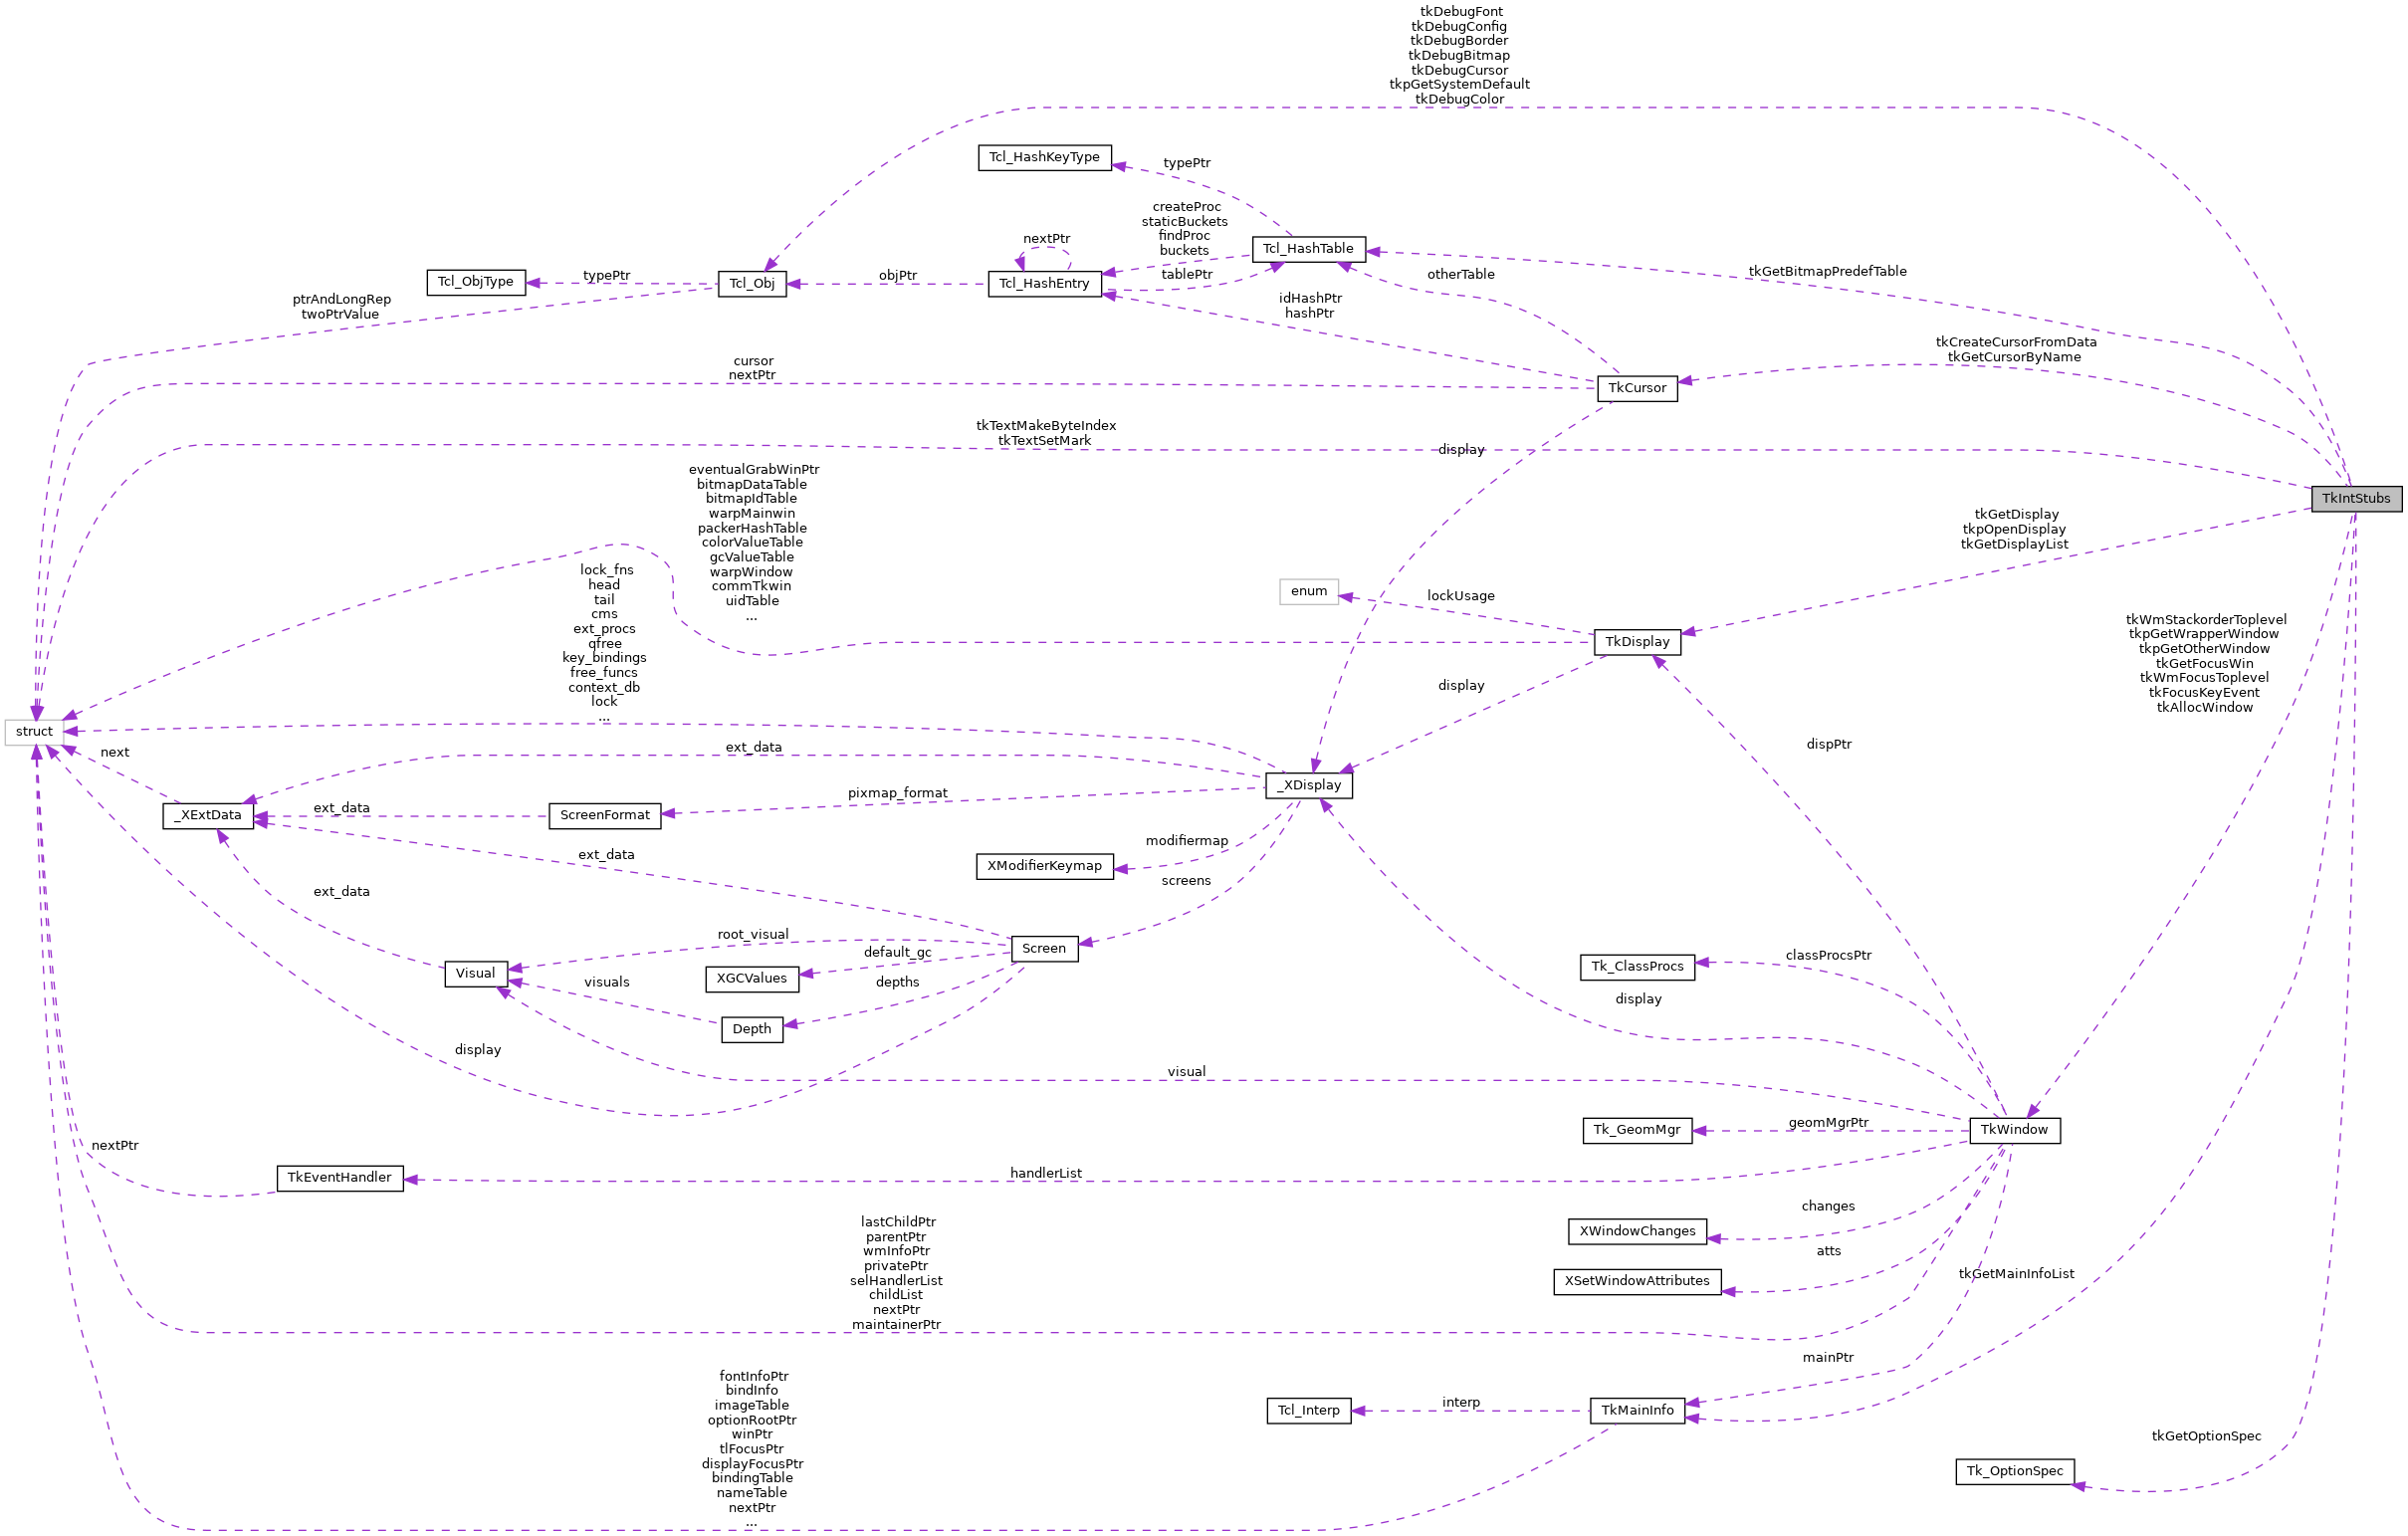 tkDebugFont
tkDebugConfig
tkDebugBorder
tkDebugBitmap
tkDebugCursor
tkpGetSystemDefault
tkDebugColor
Tcl_HashKeyType
typePtr
createProc
staticBuckets
findProc
buckets
nextPtr
Tcl_HashTable
tablePtr
otherTable
tkGetBitmapPredefTable
Tcl_ObjType
typePtr
Tcl_Obj
objPtr
Tcl_HashEntry
ptrAndLongRep
twoPtrValue
idHashPtr
hashPtr
tkCreateCursorFromData
tkGetCursorByName
cursor
nextPtr
TkCursor
tkTextMakeByteIndex
tkTextSetMark
display
eventualGrabWinPtr
bitmapDataTable
bitmapIdTable
warpMainwin
packerHashTable
colorValueTable
gcValueTable
warpWindow
commTkwin
uidTable
...
TkIntStubs
tkGetDisplay
tkpOpenDisplay
tkGetDisplayList
lock_fns
head
tail
cms
ext_procs
qfree
key_bindings
free_funcs
context_db
lock
...
enum
lockUsage
TkDisplay
tkWmStackorderToplevel
tkpGetWrapperWindow
tkpGetOtherWindow
tkGetFocusWin
tkWmFocusToplevel
tkFocusKeyEvent
tkAllocWindow
display
struct
next
ext_data
dispPtr
_XDisplay
pixmap_format
_XExtData
ext_data
ScreenFormat
modifiermap
ext_data
XModifierKeymap
screens
ext_data
root_visual
Screen
default_gc
Visual
visuals
XGCValues
depths
classProcsPtr
Tk_ClassProcs
display
Depth
display
visual
nextPtr
geomMgrPtr
Tk_GeomMgr
TkWindow
TkEventHandler
handlerList
changes
XWindowChanges
lastChildPtr
parentPtr
wmInfoPtr
privatePtr
selHandlerList
childList
nextPtr
maintainerPtr
atts
XSetWindowAttributes
tkGetMainInfoList
mainPtr
fontInfoPtr
bindInfo
imageTable
optionRootPtr
winPtr
tlFocusPtr
displayFocusPtr
bindingTable
nameTable
nextPtr
...
Tcl_Interp
interp
TkMainInfo
tkGetOptionSpec
Tk_OptionSpec